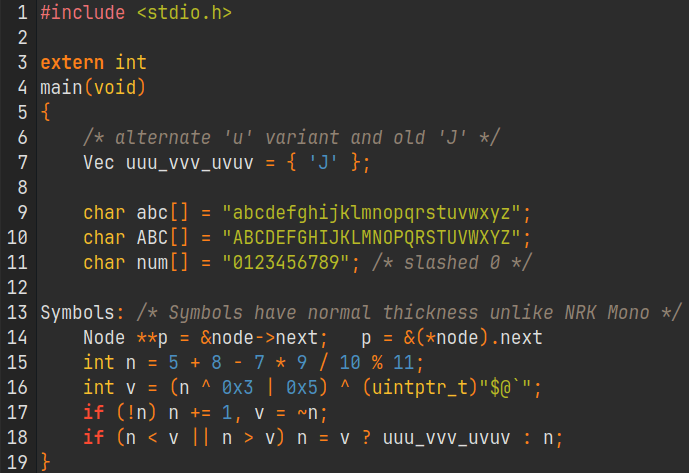 1 #include <stdio.h>
2
3 extern int
4 main(void)
5 {
6     /* alternate 'u' variant and old 'J' */
7     Vec uuu_vvv_uvuv = { 'J' };
8
9     char abc[] = "abcdefghijklmnopqrstuvwxyz";
10     char ABC[] = "ABCDEFGHIJKLMNOPQRSTUVWXYZ";
11     char num[] = "0123456789"; /* slashed 0 */
12
13 Symbols: /* Symbols have normal thickness unlike NRK Mono */
14     Node **p = &node->next;   p = &(*node).next
15     int n = 5 + 8 - 7 * 9 / 10 % 11;
16     int v = (n ^ 0x3 | 0x5) ^ (uintptr_t)"$@`";
17     if (!n) n += 1, v = ~n;
18     if (n < v || n > v) n = v ? uuu_vvv_uvuv : n;
19 }